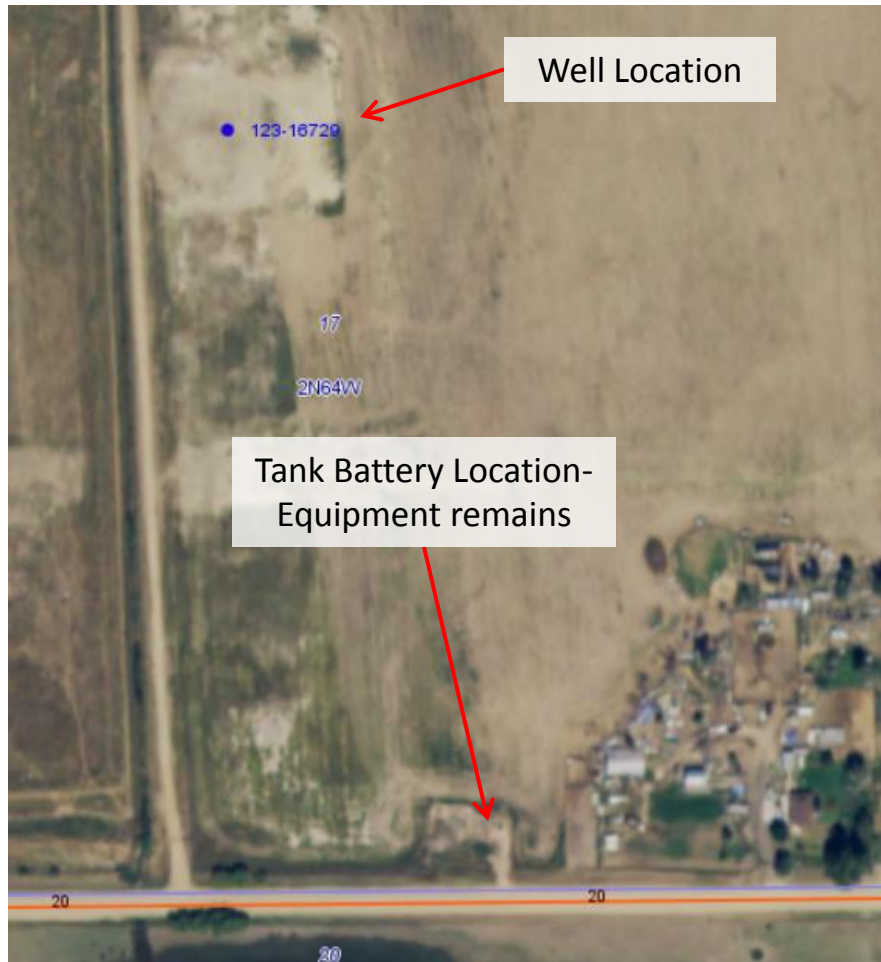 Well Location
123-16729
17
2N64W
Tank Battery Location-
Equipment remains
20
20
20